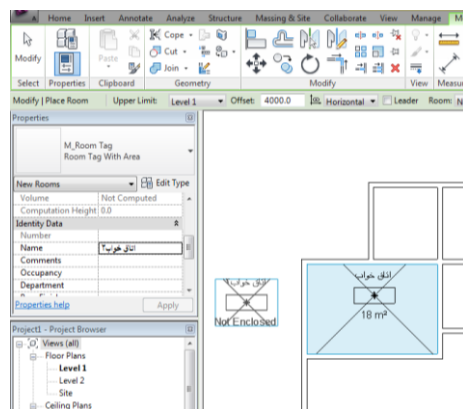 Home Insert Annotate Analyze Structure Massing & Site Collaborate View Manage M
Modify
Paste
Cope
Cut
Join
Select Properties Clipboard Geometry Modify View Measu
Modify | Place Room Upper Limit: Level 1 Offset: 4000.0 Horizontal Leader Room: N
Properties
M_Room Tag
Room Tag With Area
New Rooms Edit Type
Volume Not Computed
Computation Height 0.0
Identity Data
Number
Name اتاق خواب۲
Comments
Occupancy
Department
Properties help Apply
Project1 - Project Browser
Views (all)
Floor Plans
Level 1
Level 2
Site
Ceiling Plans
اتاق خواب
18 m²
Not Enclosed